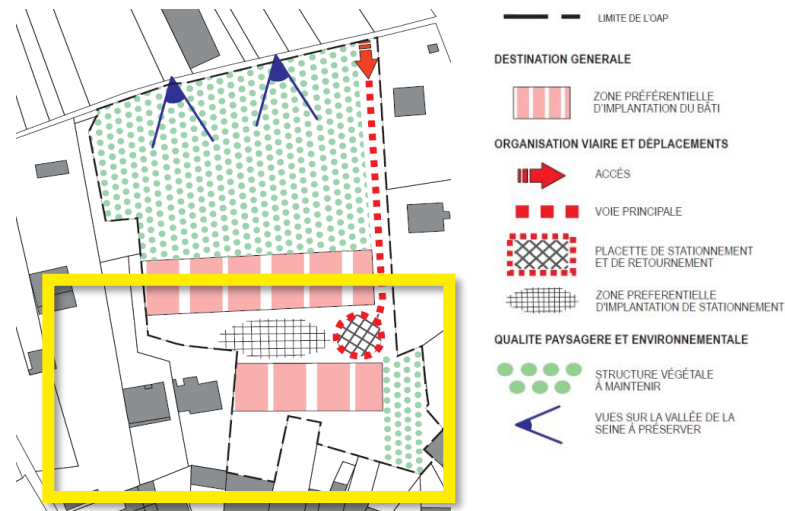 LIMITE DE L'OAP
DESTINATION GENERALE
ZONE PRÉFÉRENTIELLE
D'IMPLANTATION DU BÂTI
ORGANISATION VIAIRE ET DÉPLACEMENTS
ACCÈS
VOIE PRINCIPALE
PLACETTE DE STATIONNEMENT
ET DE RETOURNEMENT
ZONE PREFERENTIELLE
D'IMPLANTATION DE STATIONNEMENT
QUALITE PAYSAGERE ET ENVIRONNEMENTALE
STRUCTURE VÉGÉTALE
À MAINTENIR
VUES SUR LA VALLÉE DE LA
SEINE À PRÉSERVER